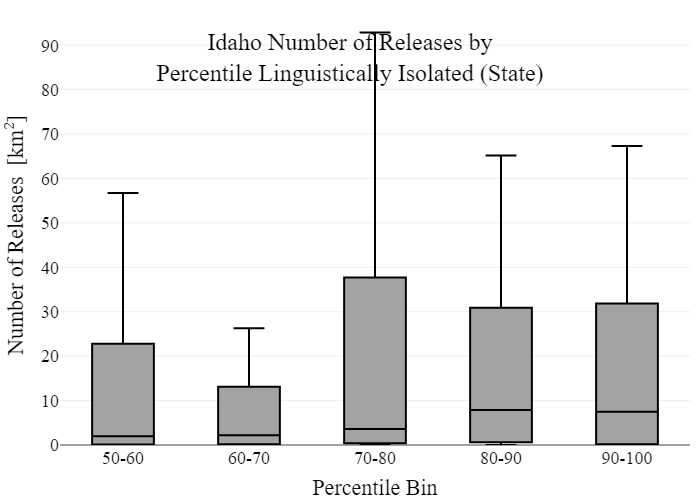 Idaho Number of Releases by
Percentile Linguistically Isolated (State)
Number of Releases [km²]
90
80
70
60
50
40
30
20
10
0
50-60 60-70 70-80 80-90 90-100
Percentile Bin